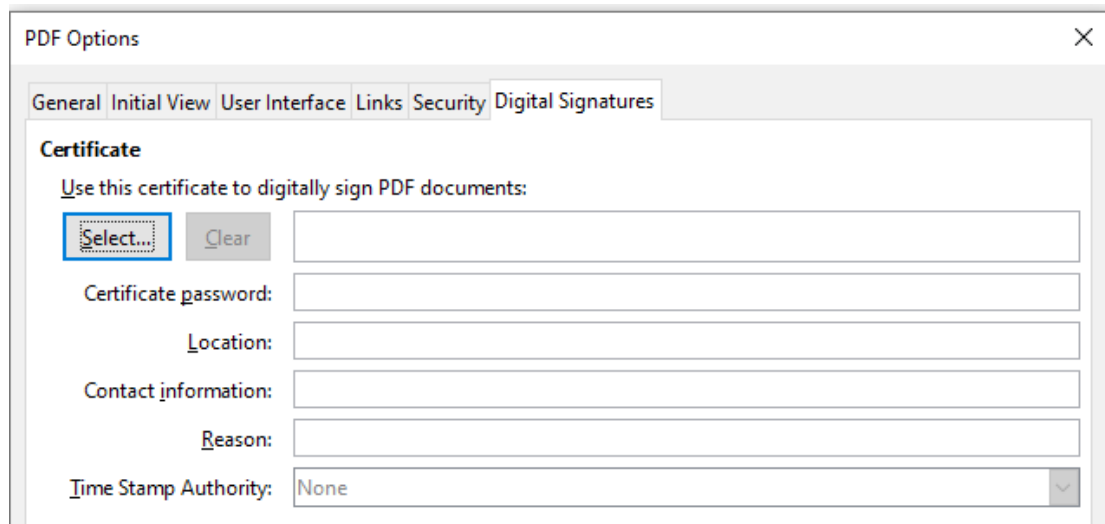 PDF Options
General Initial View User Interface Links Security Digital Signatures
Certificate
Use this certificate to digitally sign PDF documents:
Select... Clear
Certificate password:
Location:
Contact information:
Reason:
Time Stamp Authority: None